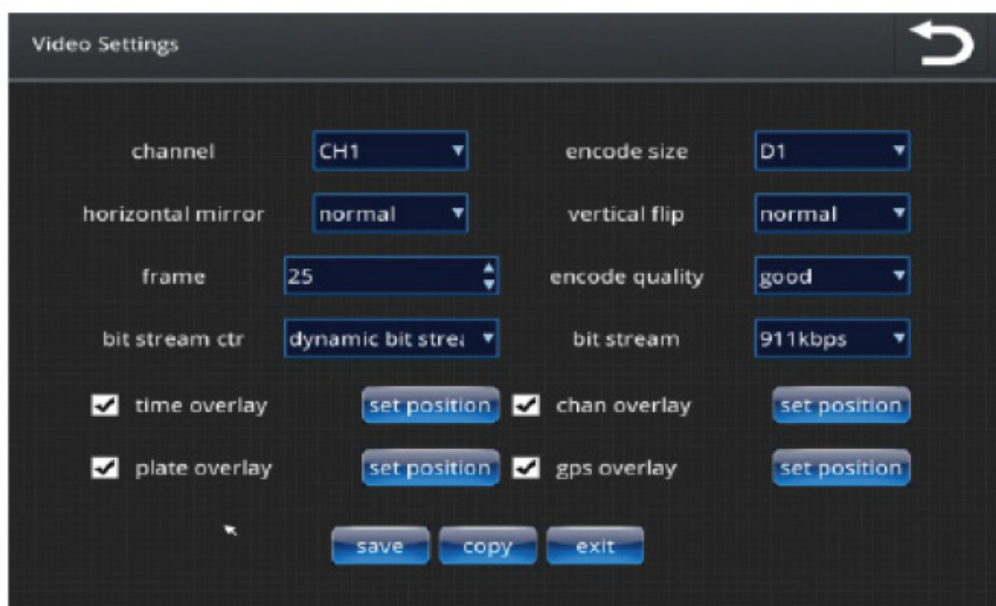 Video Settings
channel CH1 encode size D1
horizontal mirror normal vertical flip normal
frame 25 encode quality good
bit stream ctr dynamic bit strea bit stream 911kbps
time overlay set position chan overlay set position
plate overlay set position gps overlay set position
save copy exit